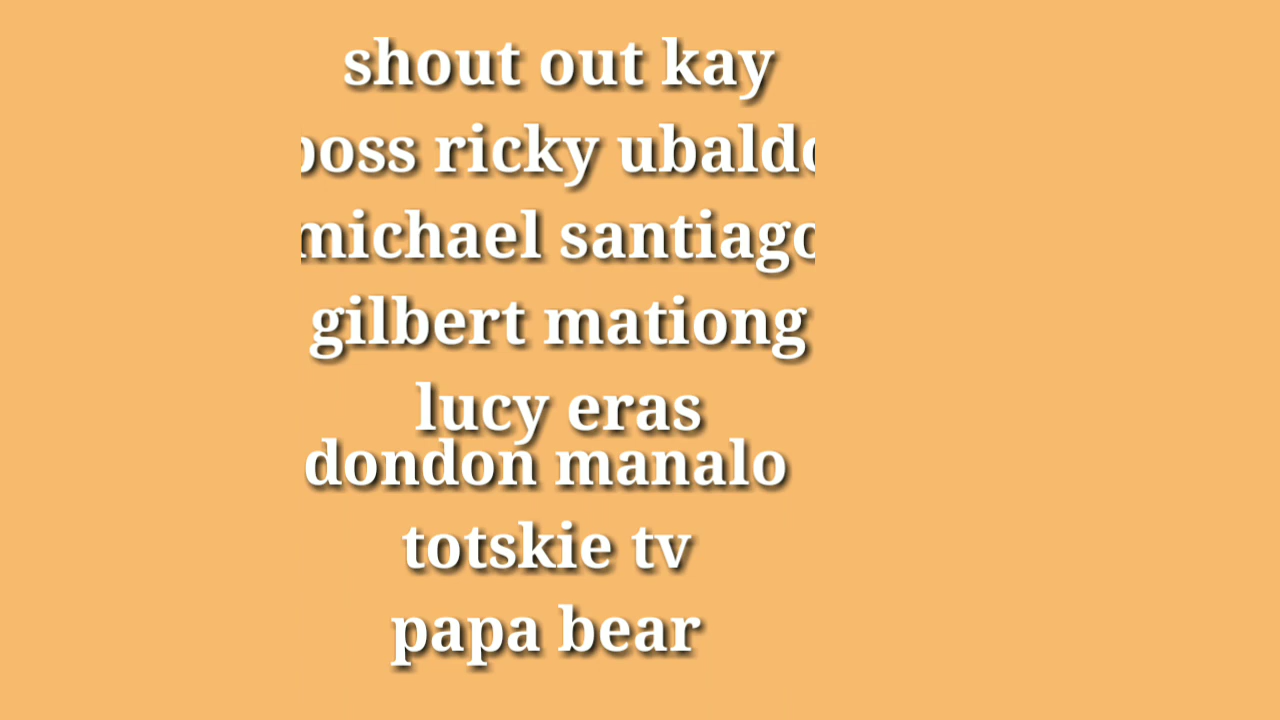 shout out kay
boss ricky ubaldo
michael santiago
gilbert mationg
lucy eras
dondon manalo
totskie tv
papa bear